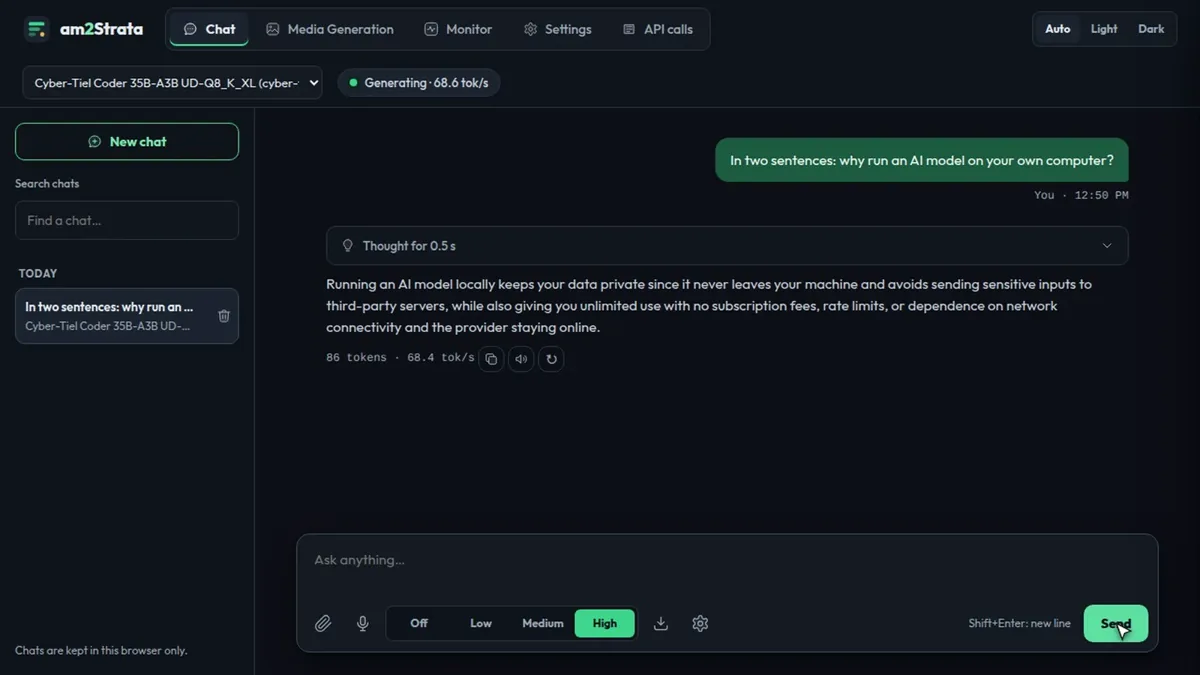 am2Strata
Chat
Media Generation
Monitor
Settings
API calls
Auto
Light
Dark
Cyber-Tiel Coder 35B-A3B UD-Q8_K_XL (cyber-
Generating · 68.6 tok/s
New chat
Search chats
Find a chat...
TODAY
In two sentences: why run an ...
Cyber-Tiel Coder 35B-A3B UD-...
Chats are kept in this browser only.
In two sentences: why run an AI model on your own computer?
You · 12:50 PM
Thought for 0.5 s
Running an AI model locally keeps your data private since it never leaves your machine and avoids sending sensitive inputs to
third-party servers, while also giving you unlimited use with no subscription fees, rate limits, or dependence on network
connectivity and the provider staying online.
86 tokens · 68.4 tok/s
Ask anything...
Off
Low
Medium
High
Shift+Enter: new line
Send